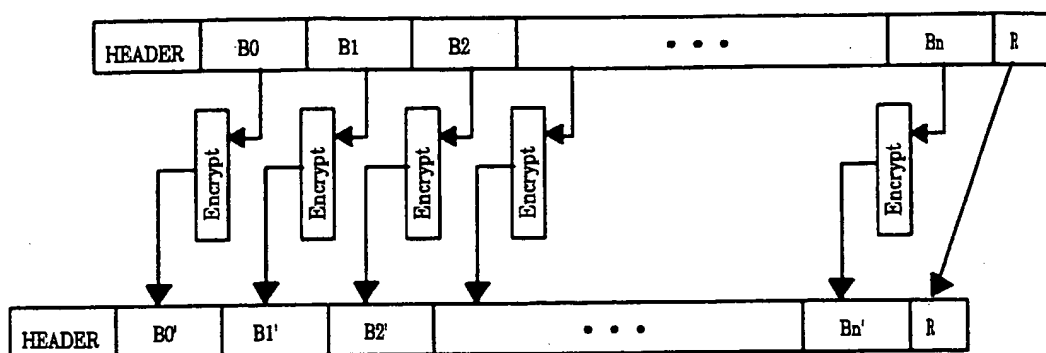 HEADER B0 B1 B2 • • • Bn R
Encrypt Encrypt Encrypt Encrypt Encrypt
HEADER B0' B1' B2' • • • Bn' R